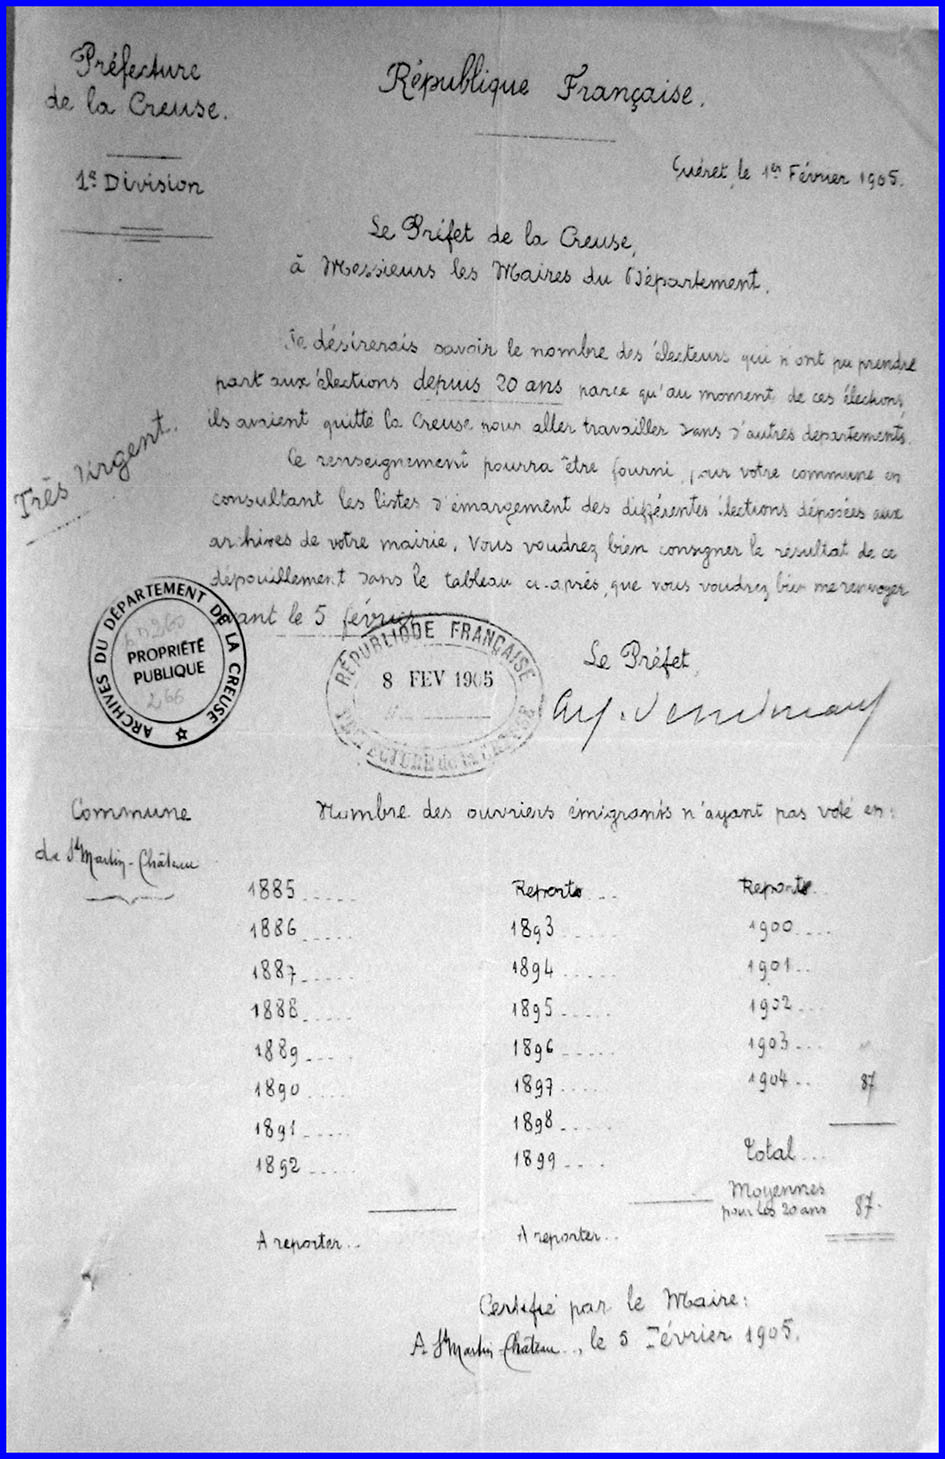 Préfecture
de la Creuse.
République Française.
1e Division
Guéret, le 1er Février 1905.
Le Préfet de la Creuse,
à Messieurs les Maires du Département.
Je désirerais savoir le nombre des électeurs qui n'ont pu prendre
part aux élections depuis 20 ans parce qu'au moment de ces élections,
ils avaient quitté la Creuse pour aller travailler dans d'autres départements.
Très Urgent.
Ce renseignement pourra être fourni pour votre commune en
consultant les listes d'émargement des différentes élections déposées aux
archives de votre mairie. Vous voudrez bien consigner le résultat de ce
dépouillement dans le tableau ci-après, que vous voudrez bien me renvoyer
avant le 5 février.
ARCHIVES DU DÉPARTEMENT DE LA CREUSE
PROPRIÉTÉ
PUBLIQUE
266
RÉPUBLIQUE FRANÇAISE
8 FEV 1905
PREFECTURE de la CREUSE
Le Préfet,
Commune
de St Martin-Château
Nombre des ouvriers émigrants n'ayant pas voté en:
1885 ..... Reports ... Reports ..
1886 ..... 1893 ..... 1900 ....
1887 ..... 1894 ..... 1901 ...
1888 ..... 1895 ..... 1902 ...
1889 .... 1896 ..... 1903 ...
1890 ..... 1897 .... 1904 .. 87
1891 ..... 1898 .....
1892 ..... 1899 .... Total ...
Moyennes
pour les 20 ans 87.
A reporter.. A reporter...
Certifié par le Maire:
A St Martin-Château .., le 5 Février 1905.